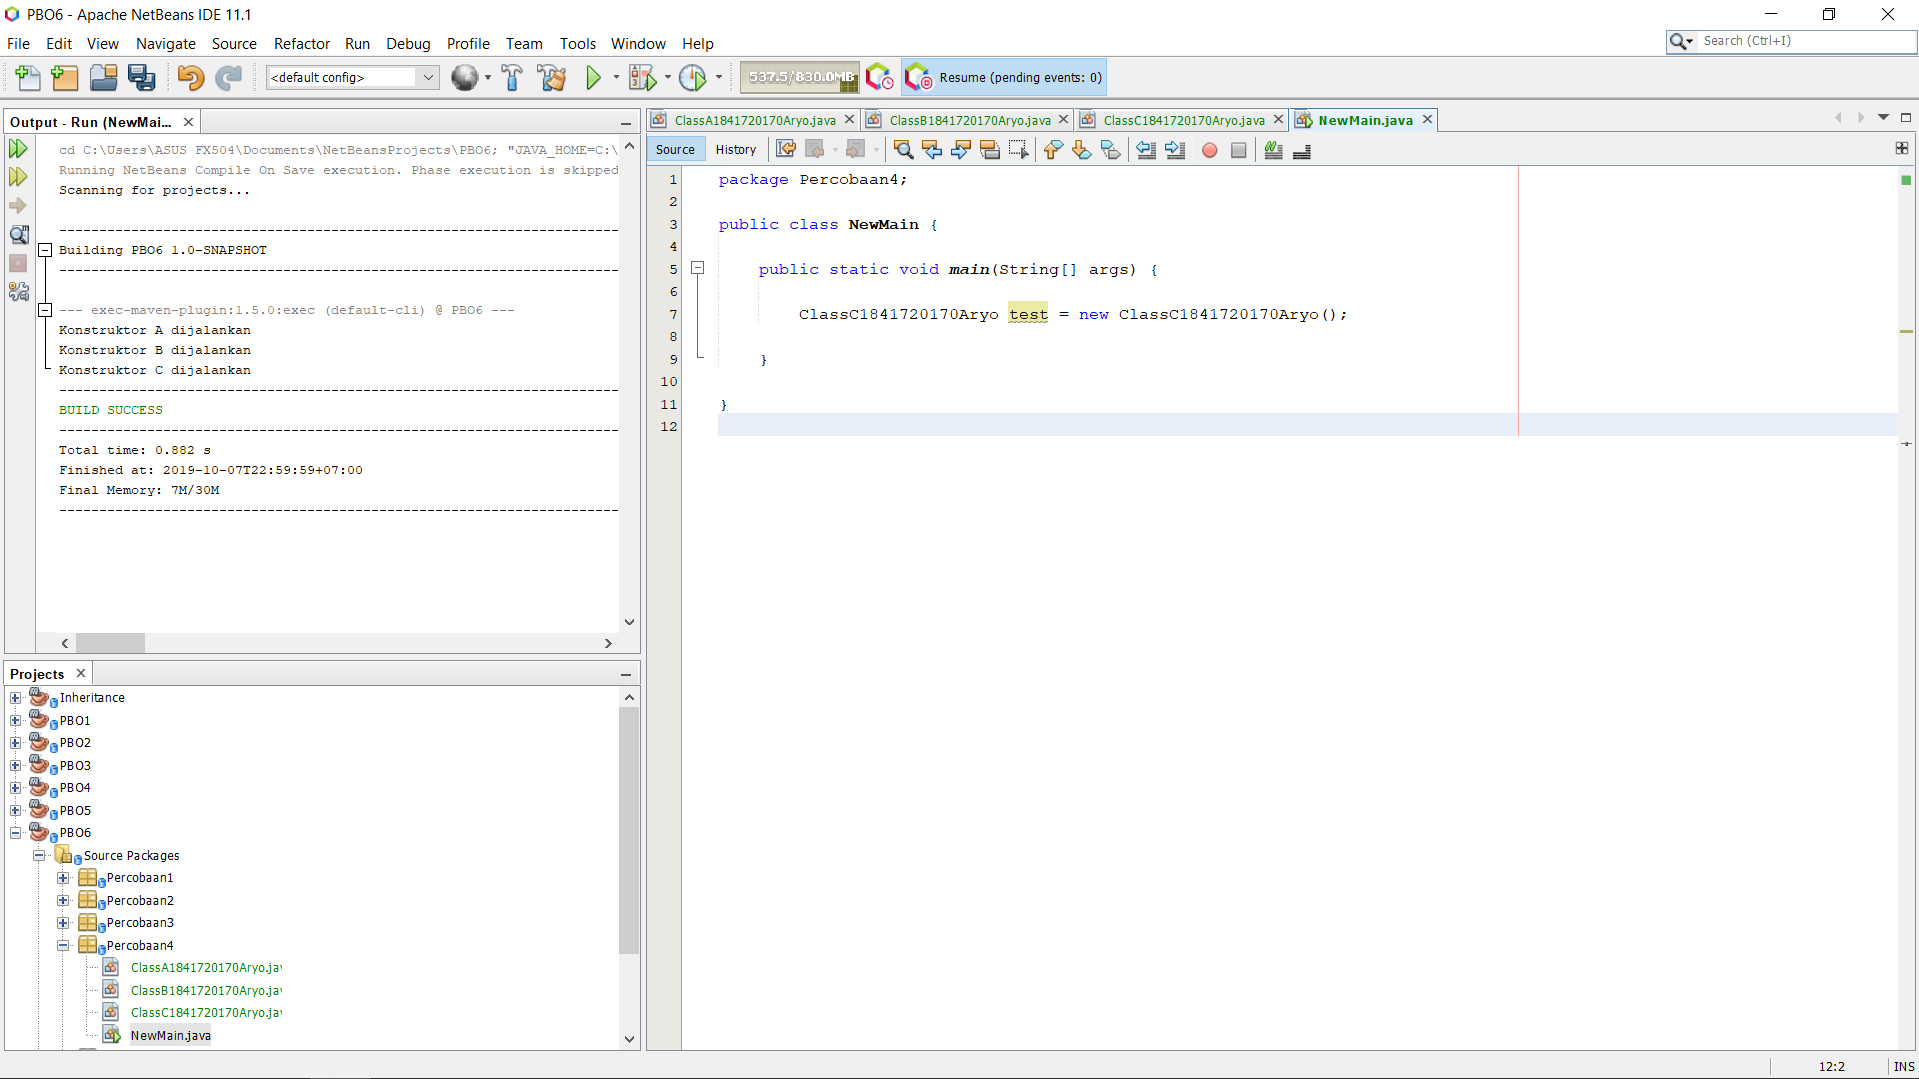 PBO6 - Apache NetBeans IDE 11.1
File Edit View Navigate Source Refactor Run Debug Profile Team Tools Window Help
Search (Ctrl+I)
<default config>
537.5/830.0MB
Resume (pending events: 0)
Output - Run (NewMai...
cd C:\Users\ASUS FX504\Documents\NetBeansProjects\PBO6; "JAVA_HOME=C:\
Running NetBeans Compile On Save execution. Phase execution is skipped
Scanning for projects...
------------------------------------------------------------------------
Building PBO6 1.0-SNAPSHOT
------------------------------------------------------------------------
--- exec-maven-plugin:1.5.0:exec (default-cli) @ PBO6 ---
Konstruktor A dijalankan
Konstruktor B dijalankan
Konstruktor C dijalankan
------------------------------------------------------------------------
BUILD SUCCESS
------------------------------------------------------------------------
Total time: 0.882 s
Finished at: 2019-10-07T22:59:59+07:00
Final Memory: 7M/30M
------------------------------------------------------------------------
Projects
Inheritance
PBO1
PBO2
PBO3
PBO4
PBO5
PBO6
Source Packages
Percobaan1
Percobaan2
Percobaan3
Percobaan4
ClassA1841720170Aryo.jav
ClassB1841720170Aryo.jav
ClassC1841720170Aryo.jav
NewMain.java
ClassA1841720170Aryo.java ClassB1841720170Aryo.java ClassC1841720170Aryo.java NewMain.java
Source History
1 package Percobaan4;
2
3 public class NewMain {
4
5 public static void main(String[] args) {
6
7 ClassC1841720170Aryo test = new ClassC1841720170Aryo();
8
9 }
10
11 }
12
12:2 INS